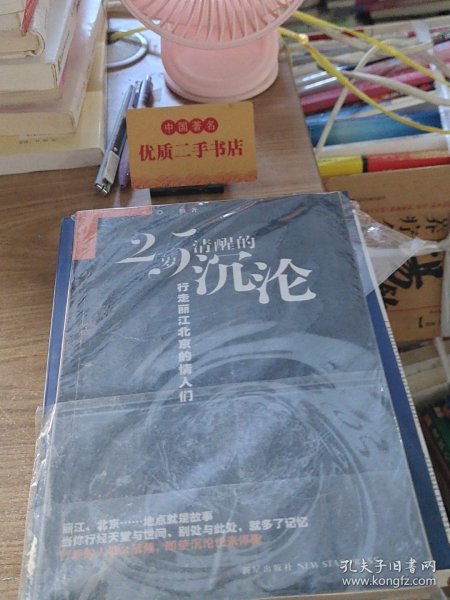 中国著名
优质二手书店
25岁清醒的沉沦
行走丽江北京的情人们
丽江、北京……地点就是故事
当你行经天堂与世间、别处与此处，就多了记忆
新星出版社 NEW STAR PRESS
孔夫子旧书网
www.kongfz.com